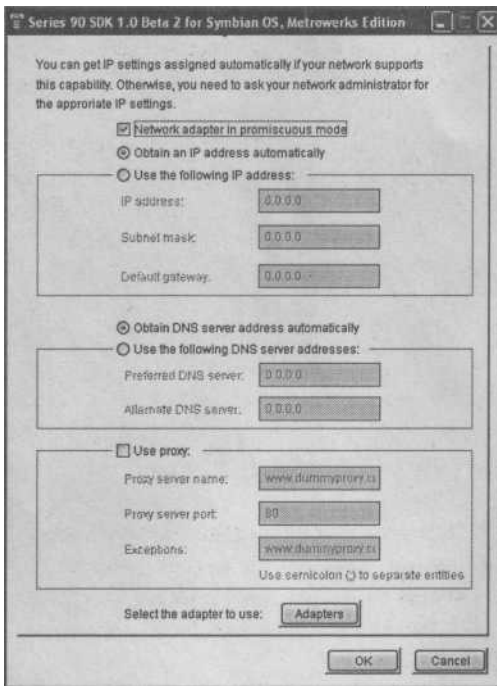 Series 90 SDK 1.0 Beta 2 for Symbian OS, Metrowerks Edition
You can get IP settings assigned automatically if your network supports
this capability. Otherwise, you need to ask your network administrator for
the approriate IP settings.
Network adapter in promiscuous mode
Obtain an IP address automatically
Use the following IP address:
IP address: 0.0.0.0
Subnet mask: 0.0.0.0
Default gateway: 0.0.0.0
Obtain DNS server address automatically
Use the following DNS server addresses:
Preferred DNS server: 0.0.0.0
Alternate DNS server: 0.0.0.0
Use proxy:
Proxy server name: www.dummyproxy.c
Proxy server port: 80
Exceptions: www.dummyproxy.c
Use semicolon (;) to separate entities
Select the adapter to use: Adapters
OK Cancel